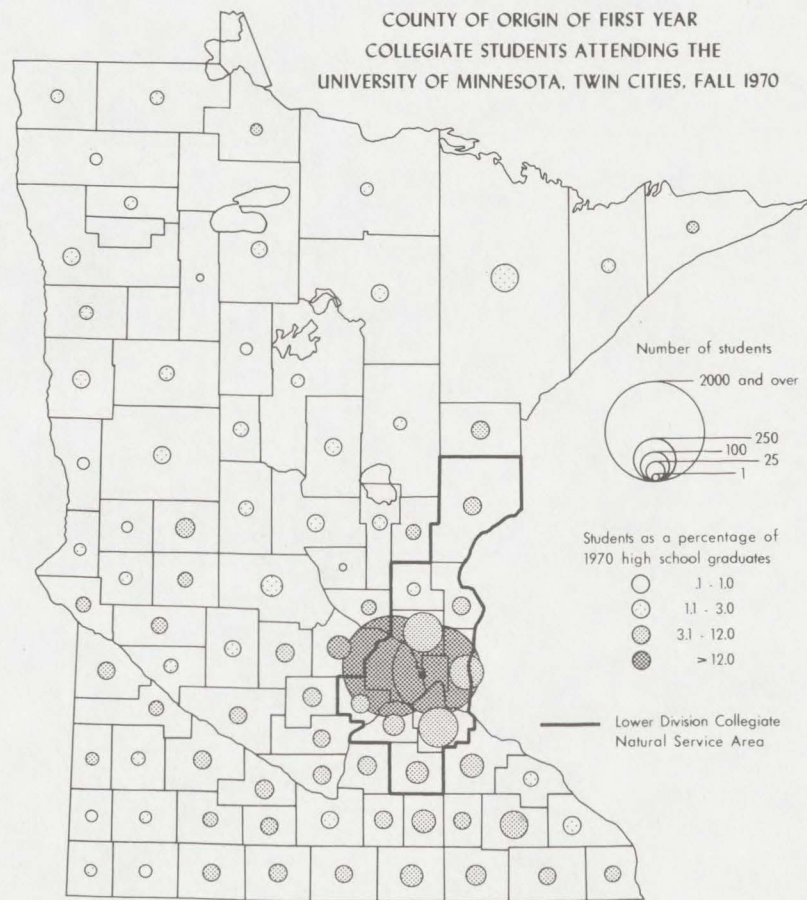 COUNTY OF ORIGIN OF FIRST YEAR
COLLEGIATE STUDENTS ATTENDING THE
UNIVERSITY OF MINNESOTA, TWIN CITIES, FALL 1970
Number of students
2000 and over
250
100
25
1
Students as a percentage of
1970 high school graduates
.1 - 1.0
1.1 - 3.0
3.1 - 12.0
> 12.0
Lower Division Collegiate
Natural Service Area